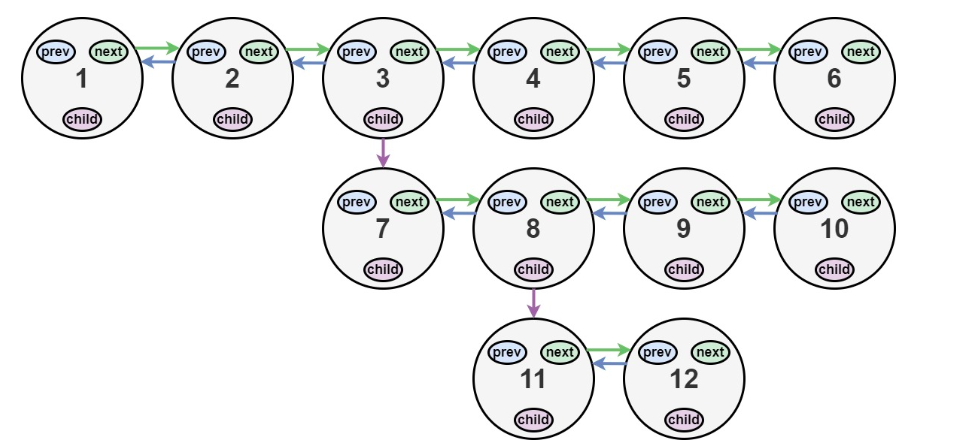 prev next prev next prev next prev next prev next prev next
1 2 3 4 5 6
child child child child child child
prev next prev next prev next prev next
7 8 9 10
child child child child
prev next prev next
11 12
child child